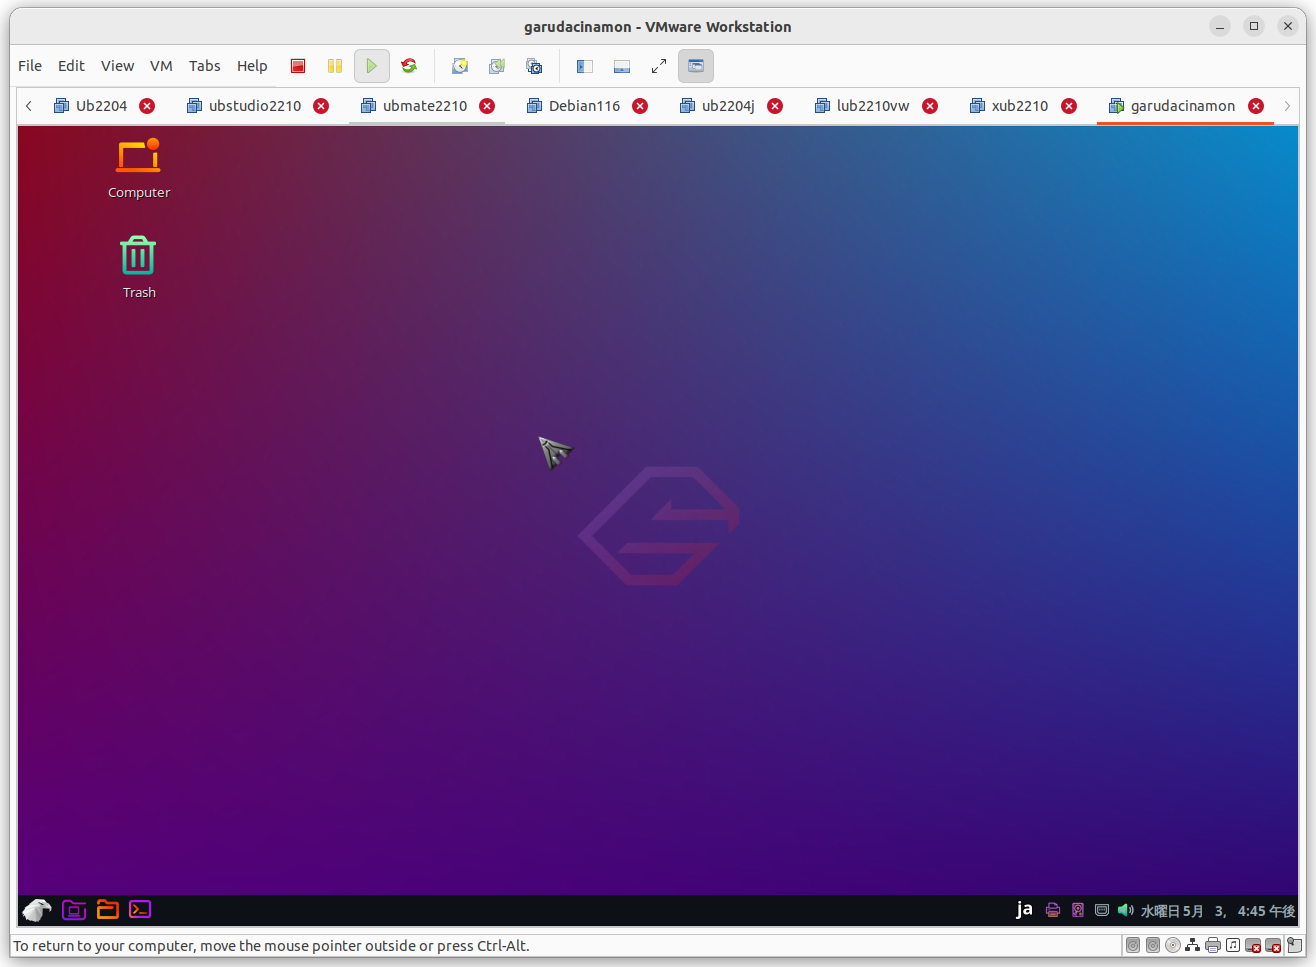 garudacinamon - VMware Workstation
File Edit View VM Tabs Help
Ub2204 ubstudio2210 ubmate2210 Debian116 ub2204j lub2210vw xub2210 garudacinamon
Computer
Trash
ja 水曜日 5月 3, 4:45 午後
To return to your computer, move the mouse pointer outside or press Ctrl-Alt.